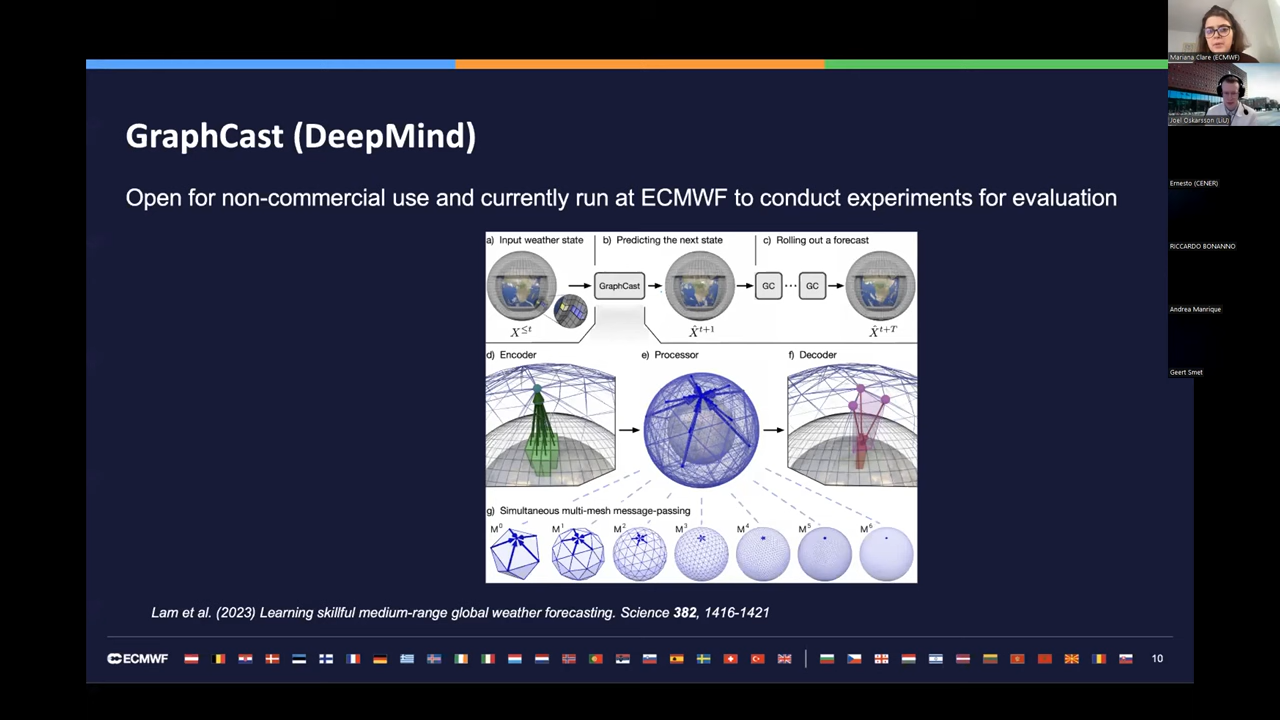 GraphCast (DeepMind)
Open for non-commercial use and currently run at ECMWF to conduct experiments for evaluation
a) Input weather state
b) Predicting the next state
c) Rolling out a forecast
GraphCast
GC
...
GC
X≤t
X̂t+1
X̂t+T
d) Encoder
e) Processor
f) Decoder
g) Simultaneous multi-mesh message-passing
M0
M1
M2
M3
M4
M5
M6
Lam et al. (2023) Learning skillful medium-range global weather forecasting. Science 382, 1416-1421
ECMWF
10
Mariana Clare (ECMWF)
Joel Oskarsson (LiU)
Ernesto (CENER)
RICCARDO BONANNO
Andrea Manrique
Geert Smet